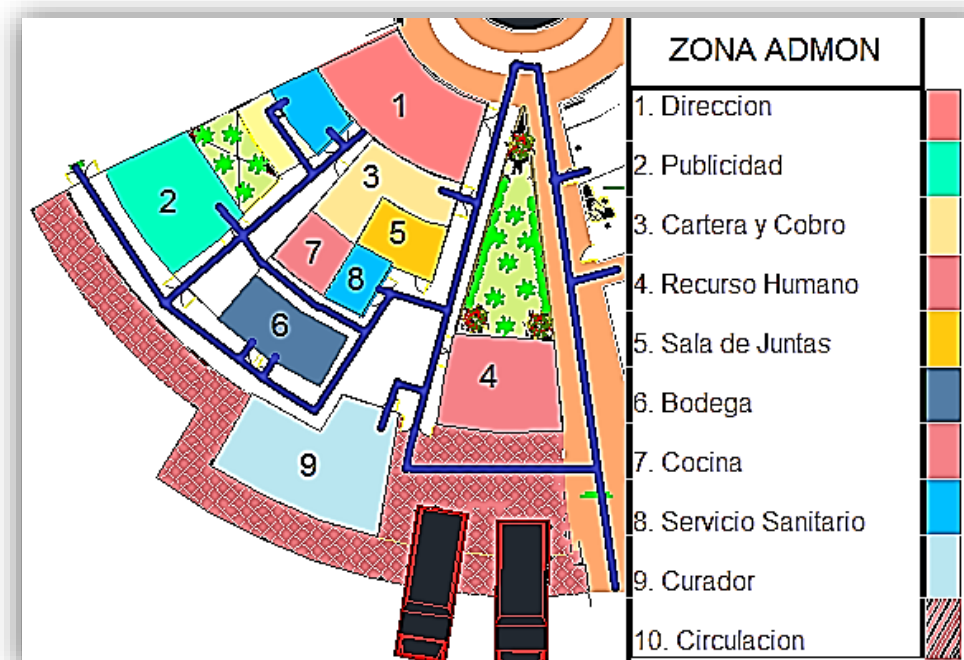 ZONA ADMON
1. Direccion
2. Publicidad
3. Cartera y Cobro
4. Recurso Humano
5. Sala de Juntas
6. Bodega
7. Cocina
8. Servicio Sanitario
9. Curador
10. Circulacion
1
2
3
5
7
8
6
4
9